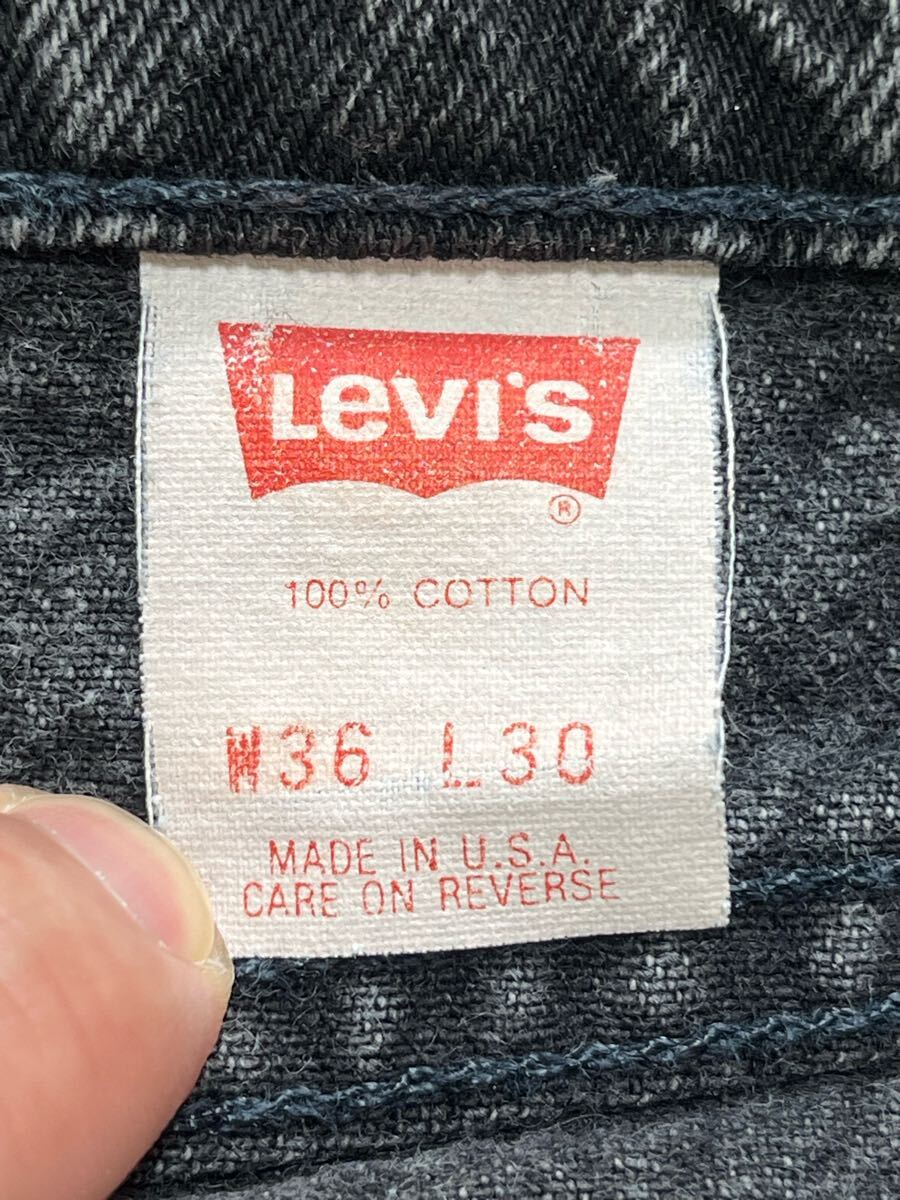 Levi's
®
100% COTTON
W36 L30
MADE IN U.S.A.
CARE ON REVERSE